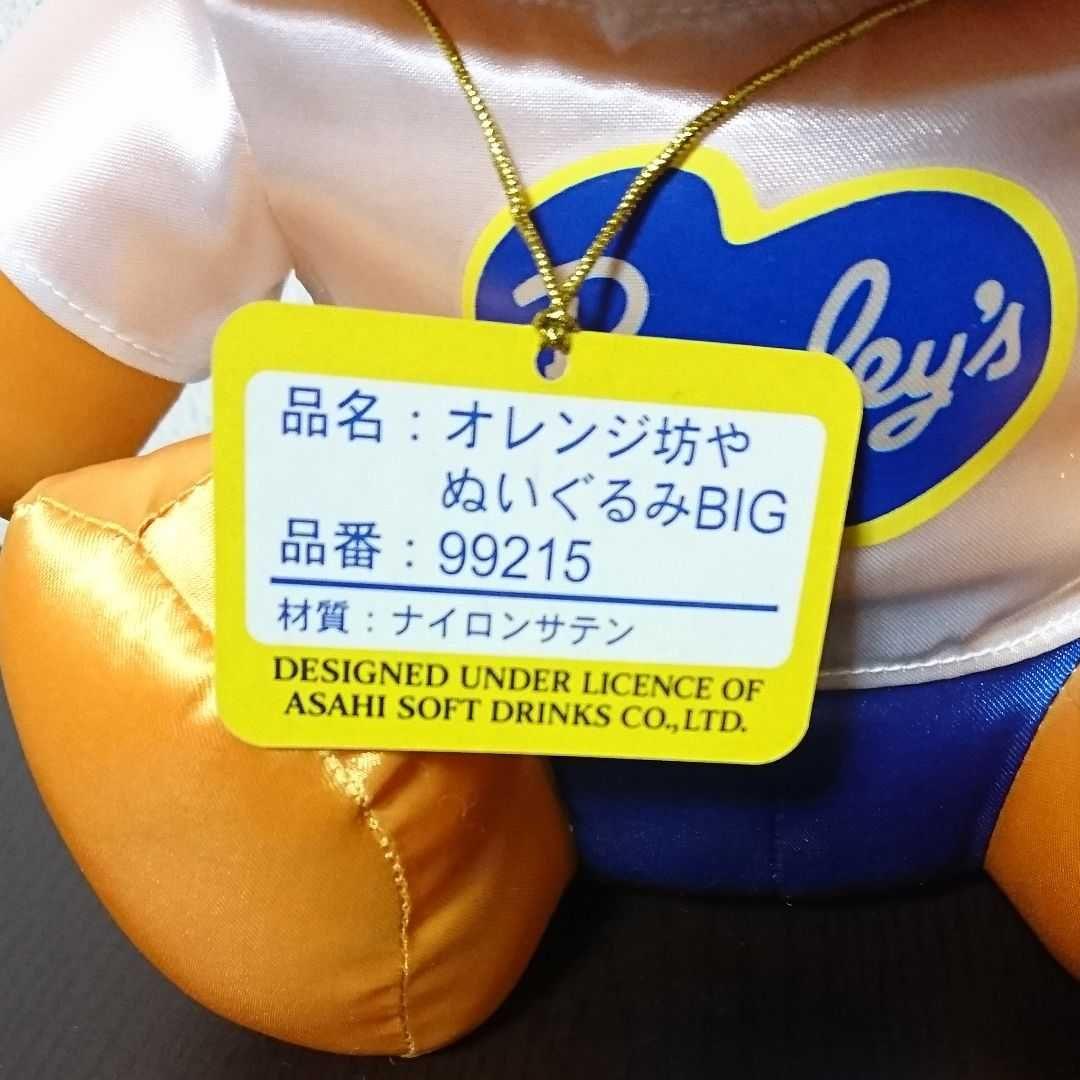 品名：オレンジ坊や
ぬいぐるみBIG
品番：99215
材質：ナイロンサテン
DESIGNED UNDER LICENCE OF
ASAHI SOFT DRINKS CO.,LTD.